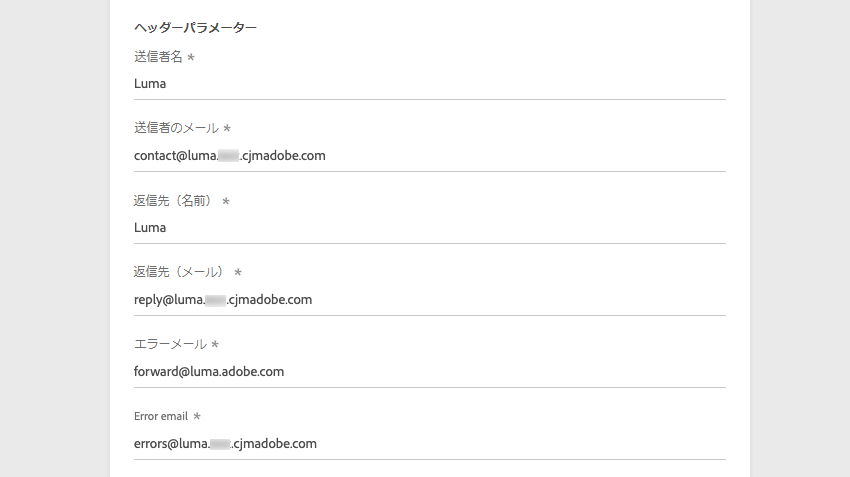 ヘッダーパラメーター
送信者名 *
Luma
送信者のメール *
contact@luma. .cjmadobe.com
返信先（名前） *
Luma
返信先（メール） *
reply@luma. .cjmadobe.com
エラーメール *
forward@luma.adobe.com
Error email *
errors@luma. .cjmadobe.com